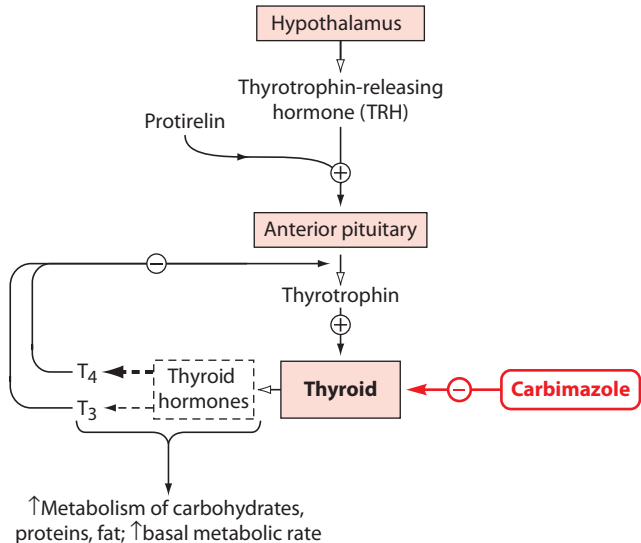 Hypothalamus
Thyrotrophin-releasing
hormone (TRH)
Protirelin
+
Anterior pituitary
−
Thyrotrophin
+
T4
Thyroid
hormones
T3
Thyroid
−
Carbimazole
↑Metabolism of carbohydrates,
proteins, fat; ↑basal metabolic rate